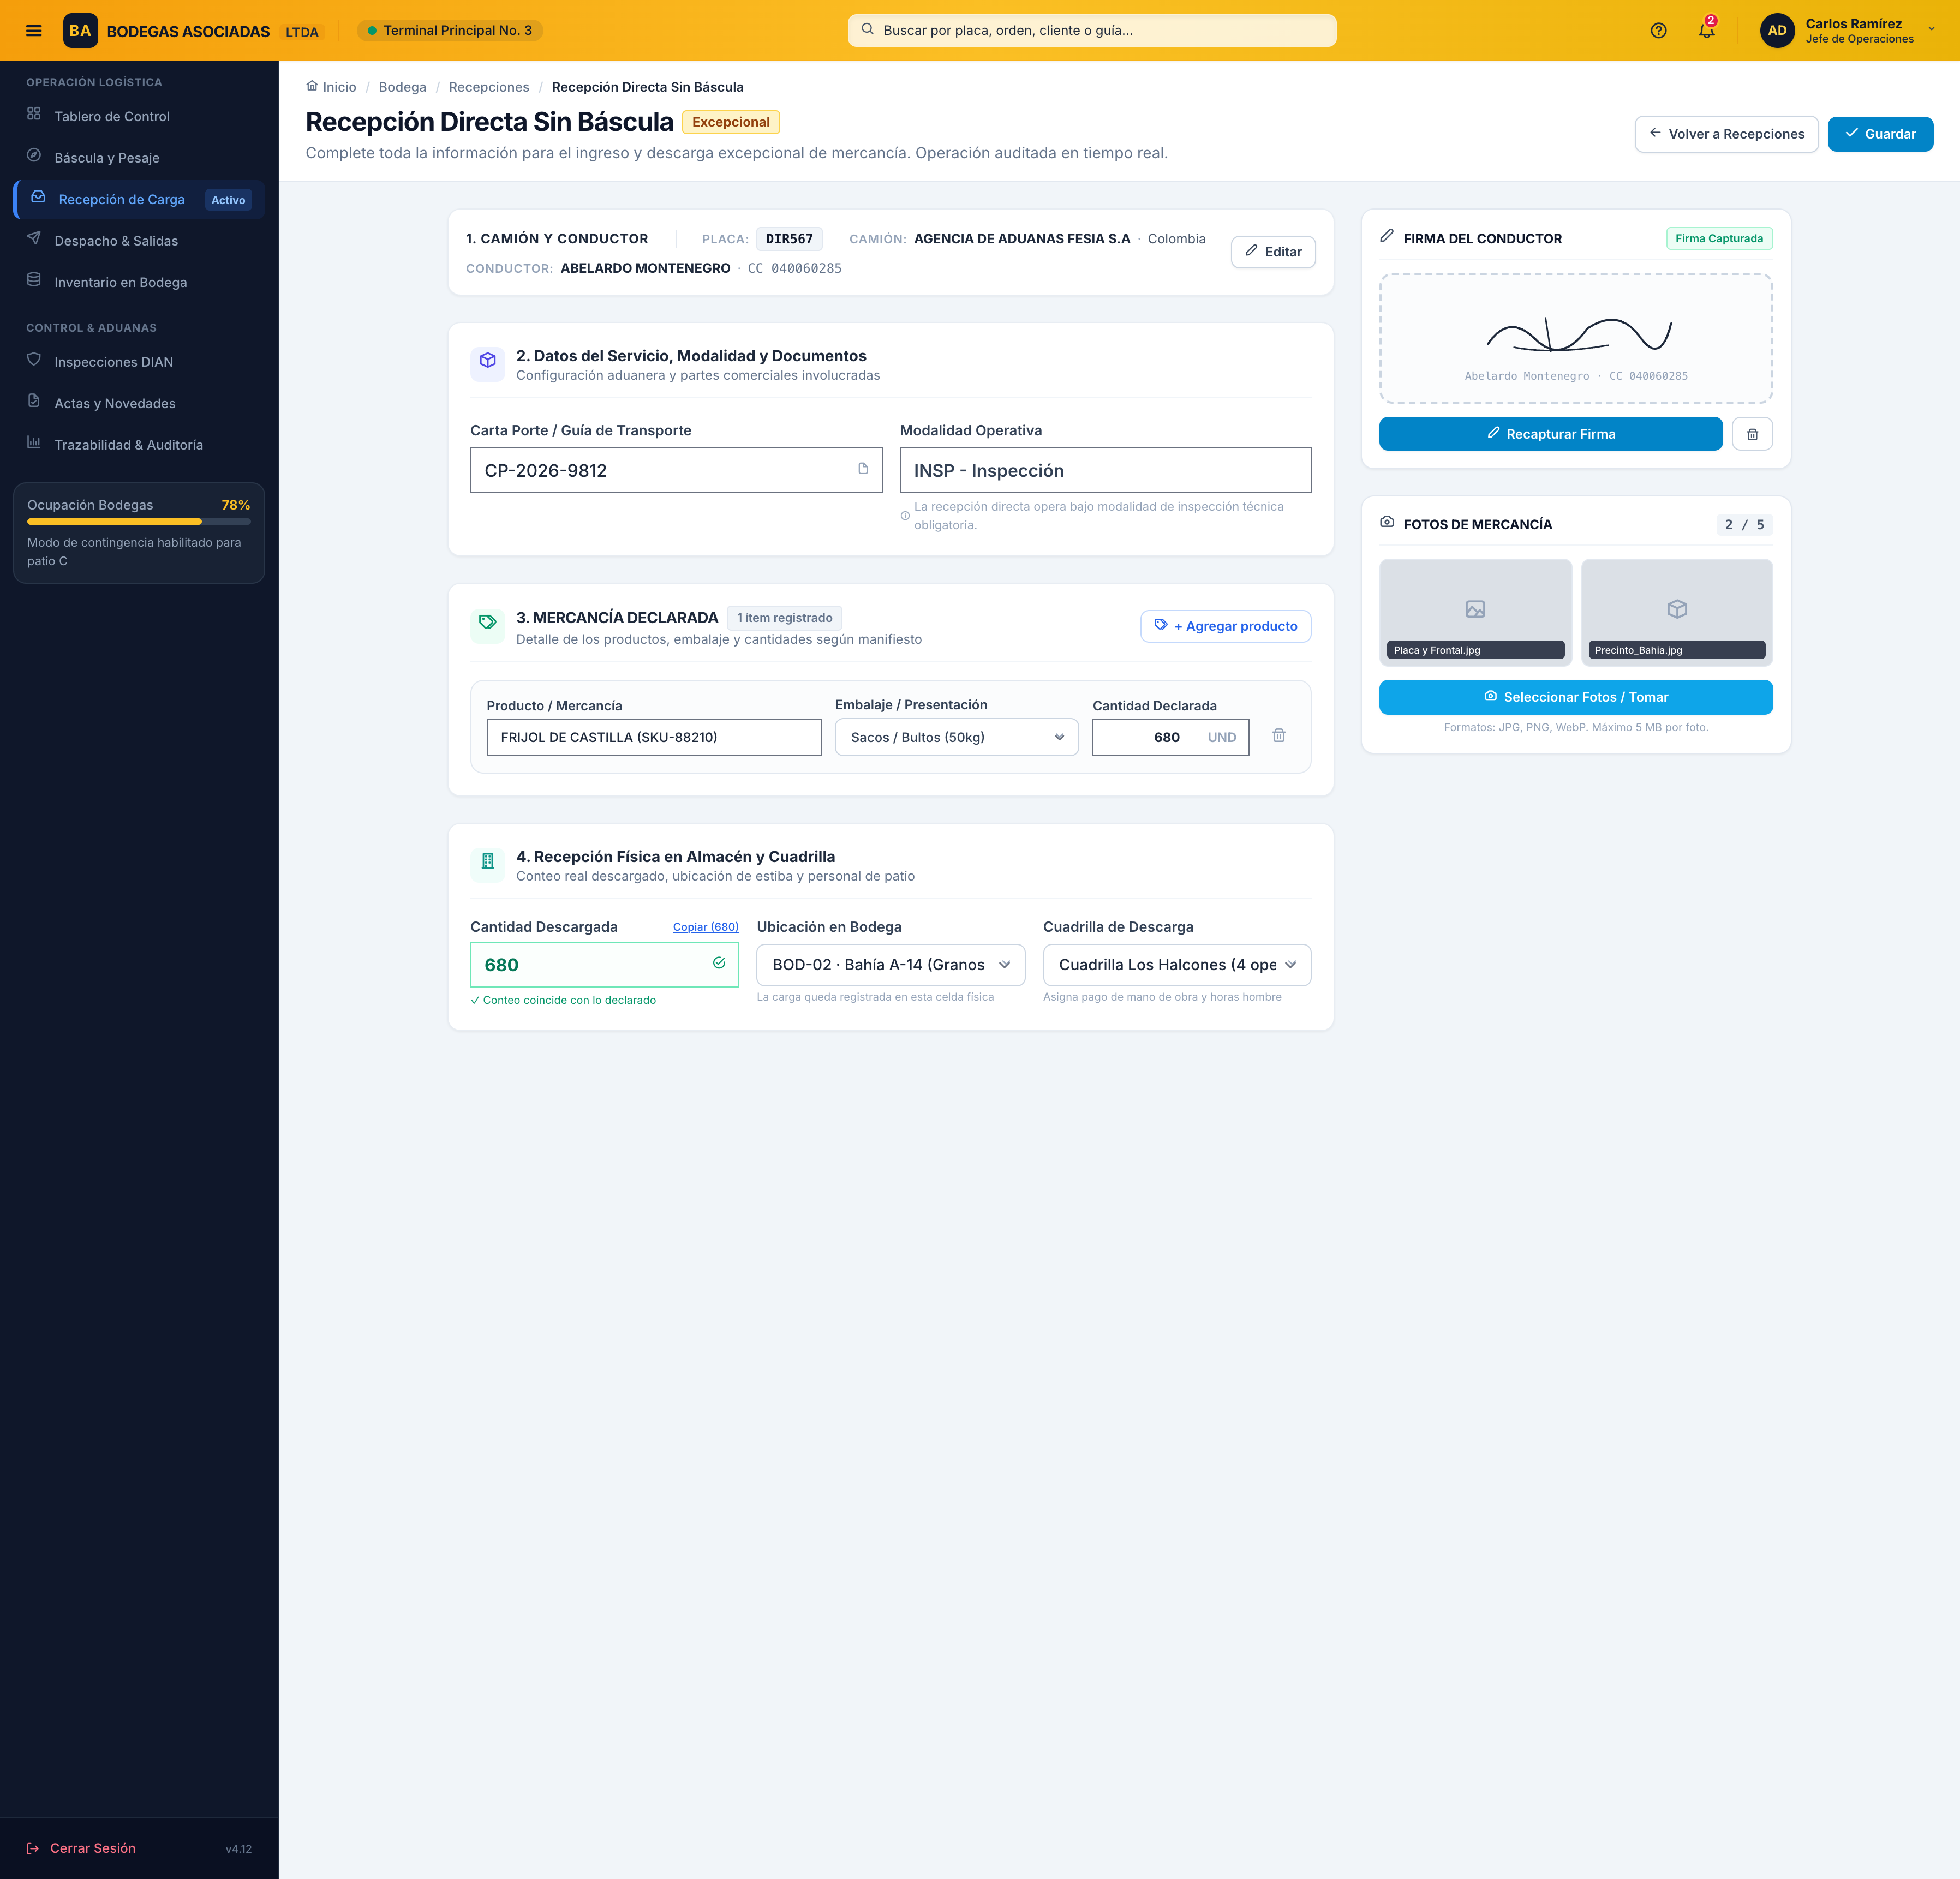 BA BODEGAS ASOCIADAS LTDA
Terminal Principal No. 3
Buscar por placa, orden, cliente o guía...
2
AD
Carlos Ramírez
Jefe de Operaciones
OPERACIÓN LOGÍSTICA
Tablero de Control
Báscula y Pesaje
Recepción de Carga Activo
Despacho & Salidas
Inventario en Bodega
CONTROL & ADUANAS
Inspecciones DIAN
Actas y Novedades
Trazabilidad & Auditoría
Ocupación Bodegas 78%
Modo de contingencia habilitado para
patio C
Cerrar Sesión v4.12
Inicio / Bodega / Recepciones / Recepción Directa Sin Báscula
Recepción Directa Sin Báscula Excepcional
Complete toda la información para el ingreso y descarga excepcional de mercancía. Operación auditada en tiempo real.
Volver a Recepciones
Guardar
1. CAMIÓN Y CONDUCTOR PLACA: DIR567 CAMIÓN: AGENCIA DE ADUANAS FESIA S.A · Colombia
CONDUCTOR: ABELARDO MONTENEGRO · CC 040060285
Editar
2. Datos del Servicio, Modalidad y Documentos
Configuración aduanera y partes comerciales involucradas
Carta Porte / Guía de Transporte
CP-2026-9812
Modalidad Operativa
INSP - Inspección
La recepción directa opera bajo modalidad de inspección técnica
obligatoria.
3. MERCANCÍA DECLARADA 1 ítem registrado
Detalle de los productos, embalaje y cantidades según manifiesto
+ Agregar producto
Producto / Mercancía
FRIJOL DE CASTILLA (SKU-88210)
Embalaje / Presentación
Sacos / Bultos (50kg)
Cantidad Declarada
680 UND
4. Recepción Física en Almacén y Cuadrilla
Conteo real descargado, ubicación de estiba y personal de patio
Cantidad Descargada Copiar (680)
680
✓ Conteo coincide con lo declarado
Ubicación en Bodega
BOD-02 · Bahía A-14 (Granos
La carga queda registrada en esta celda física
Cuadrilla de Descarga
Cuadrilla Los Halcones (4 ope
Asigna pago de mano de obra y horas hombre
FIRMA DEL CONDUCTOR Firma Capturada
Abelardo Montenegro · CC 040060285
Recapturar Firma
FOTOS DE MERCANCÍA 2 / 5
Placa y Frontal.jpg
Precinto_Bahia.jpg
Seleccionar Fotos / Tomar
Formatos: JPG, PNG, WebP. Máximo 5 MB por foto.